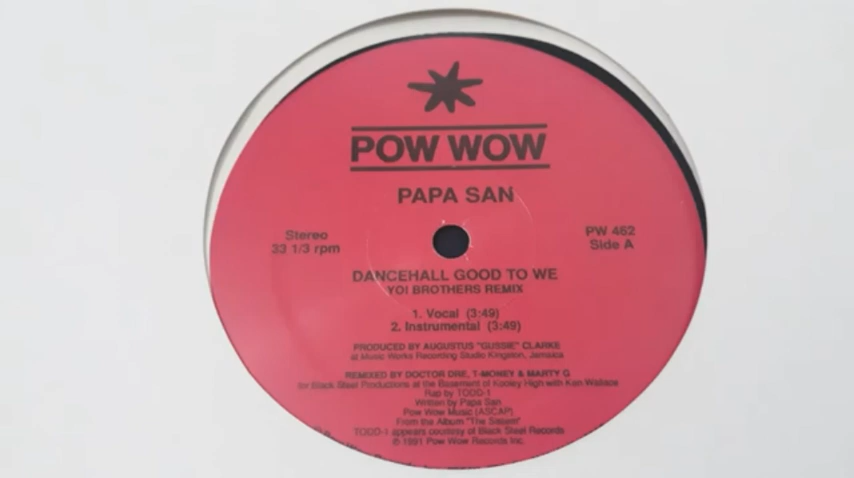 POW WOW
PAPA SAN
Stereo
33 1/3 rpm
PW 462
Side A
DANCEHALL GOOD TO WE
YO! BROTHERS REMIX
1. Vocal (3:49)
2. Instrumental (3:49)
PRODUCED BY AUGUSTUS "GUSSIE" CLARKE
at Music Works Recording Studio Kingston, Jamaica
REMIXED BY DOCTOR DRE, T-MONEY & MARTY G
for Black Steel Productions at the Basement of Kooley High with Ken Wallace
Rap by TODD-1
Written by Papa San
Pow Wow Music (ASCAP)
From the Album "The System"
TODD-1 appears courtesy of Black Steel Records
© 1991 Pow Wow Records Inc.